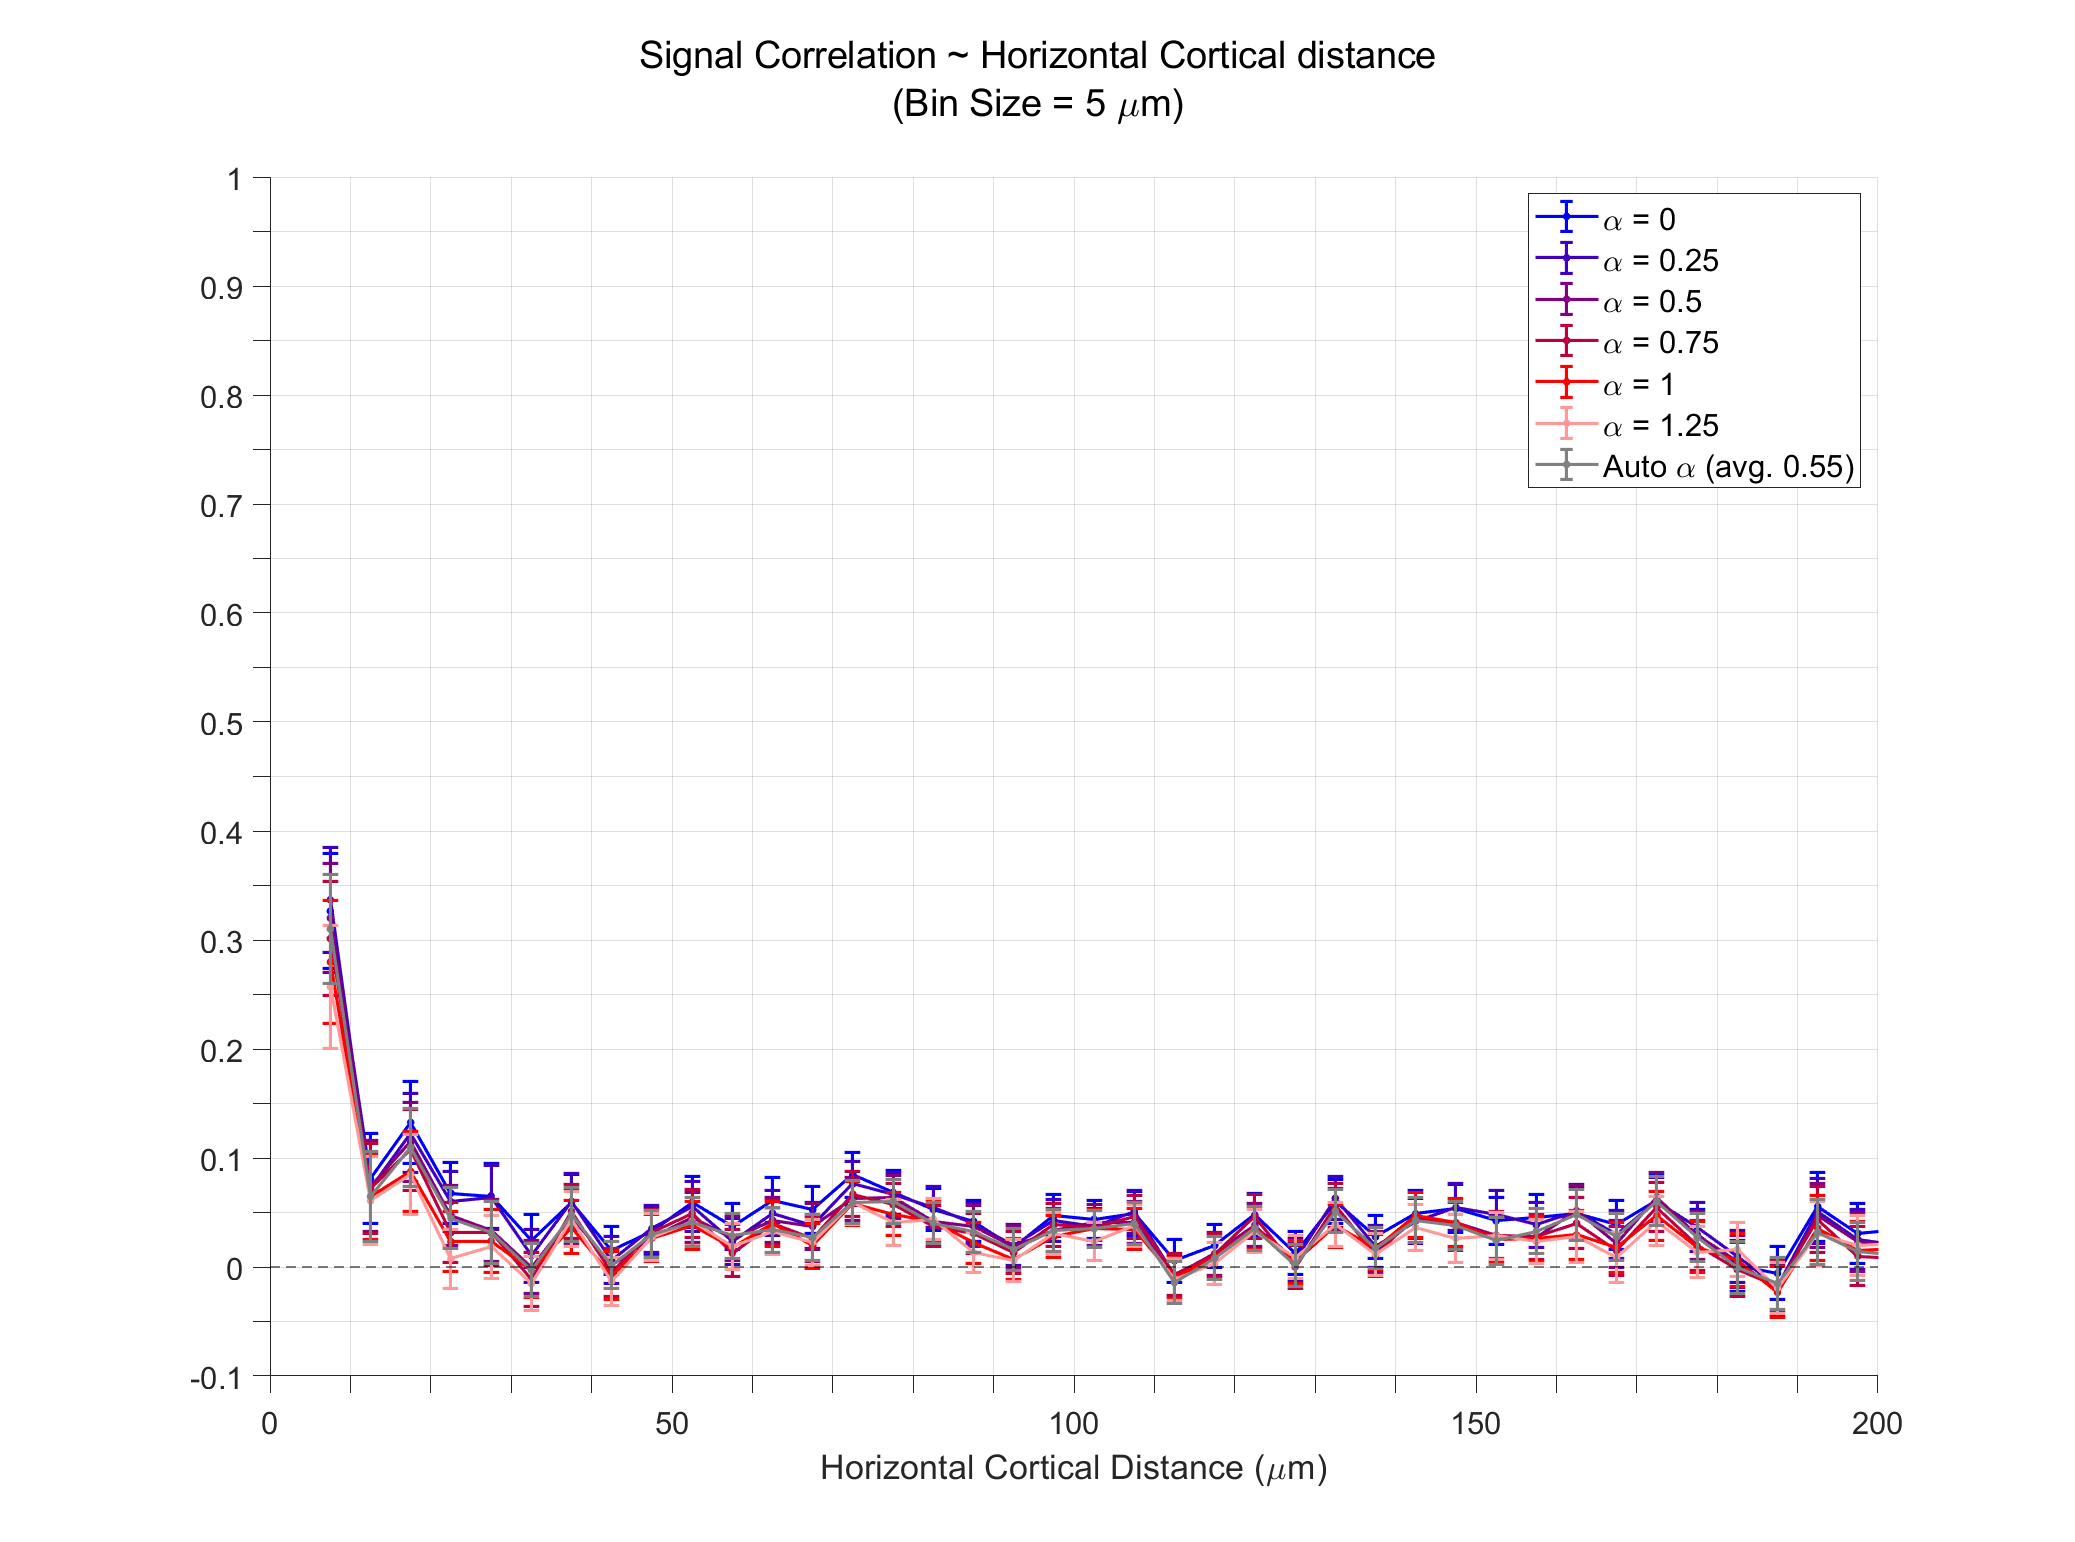 Signal Correlation ~ Horizontal Cortical distance
(Bin Size = 5 μm)
1
0.9
0.8
0.7
0.6
0.5
0.4
0.3
0.2
0.1
0
-0.1
α = 0
α = 0.25
α = 0.5
α = 0.75
α = 1
α = 1.25
Auto α (avg. 0.55)
0
50
100
150
200
Horizontal Cortical Distance (μm)